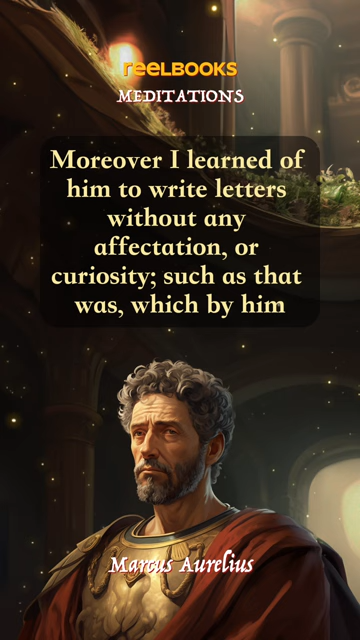 reelBOOKS
MEDITATIONS
Moreover I learned of
him to write letters
without any
affectation, or
curiosity; such as that
was, which by him
Marcus Aurelius